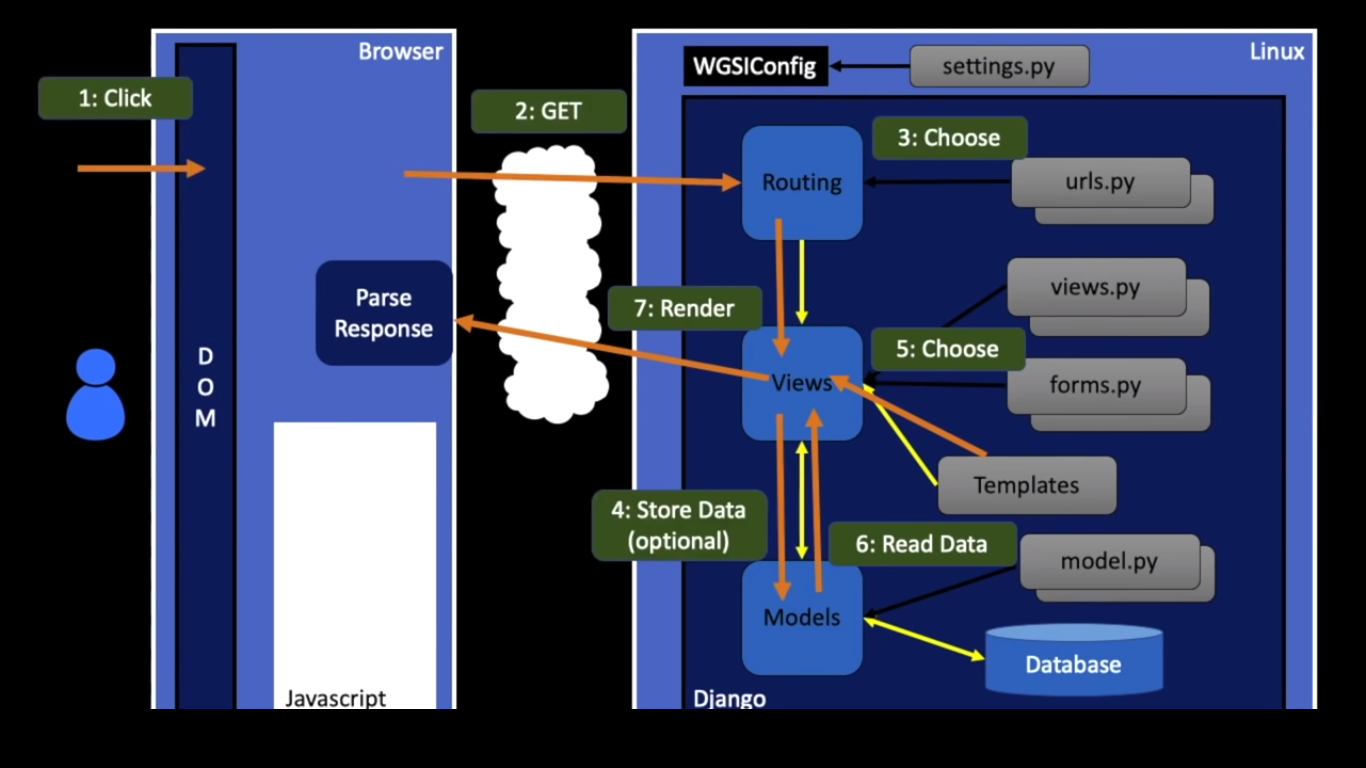 Browser
Linux
WGSIConfig
settings.py
1: Click
2: GET
3: Choose
Routing
urls.py
views.py
7: Render
Parse
Response
5: Choose
D
O
M
Views
forms.py
Templates
4: Store Data
(optional)
6: Read Data
model.py
Models
Database
Javascript
Django